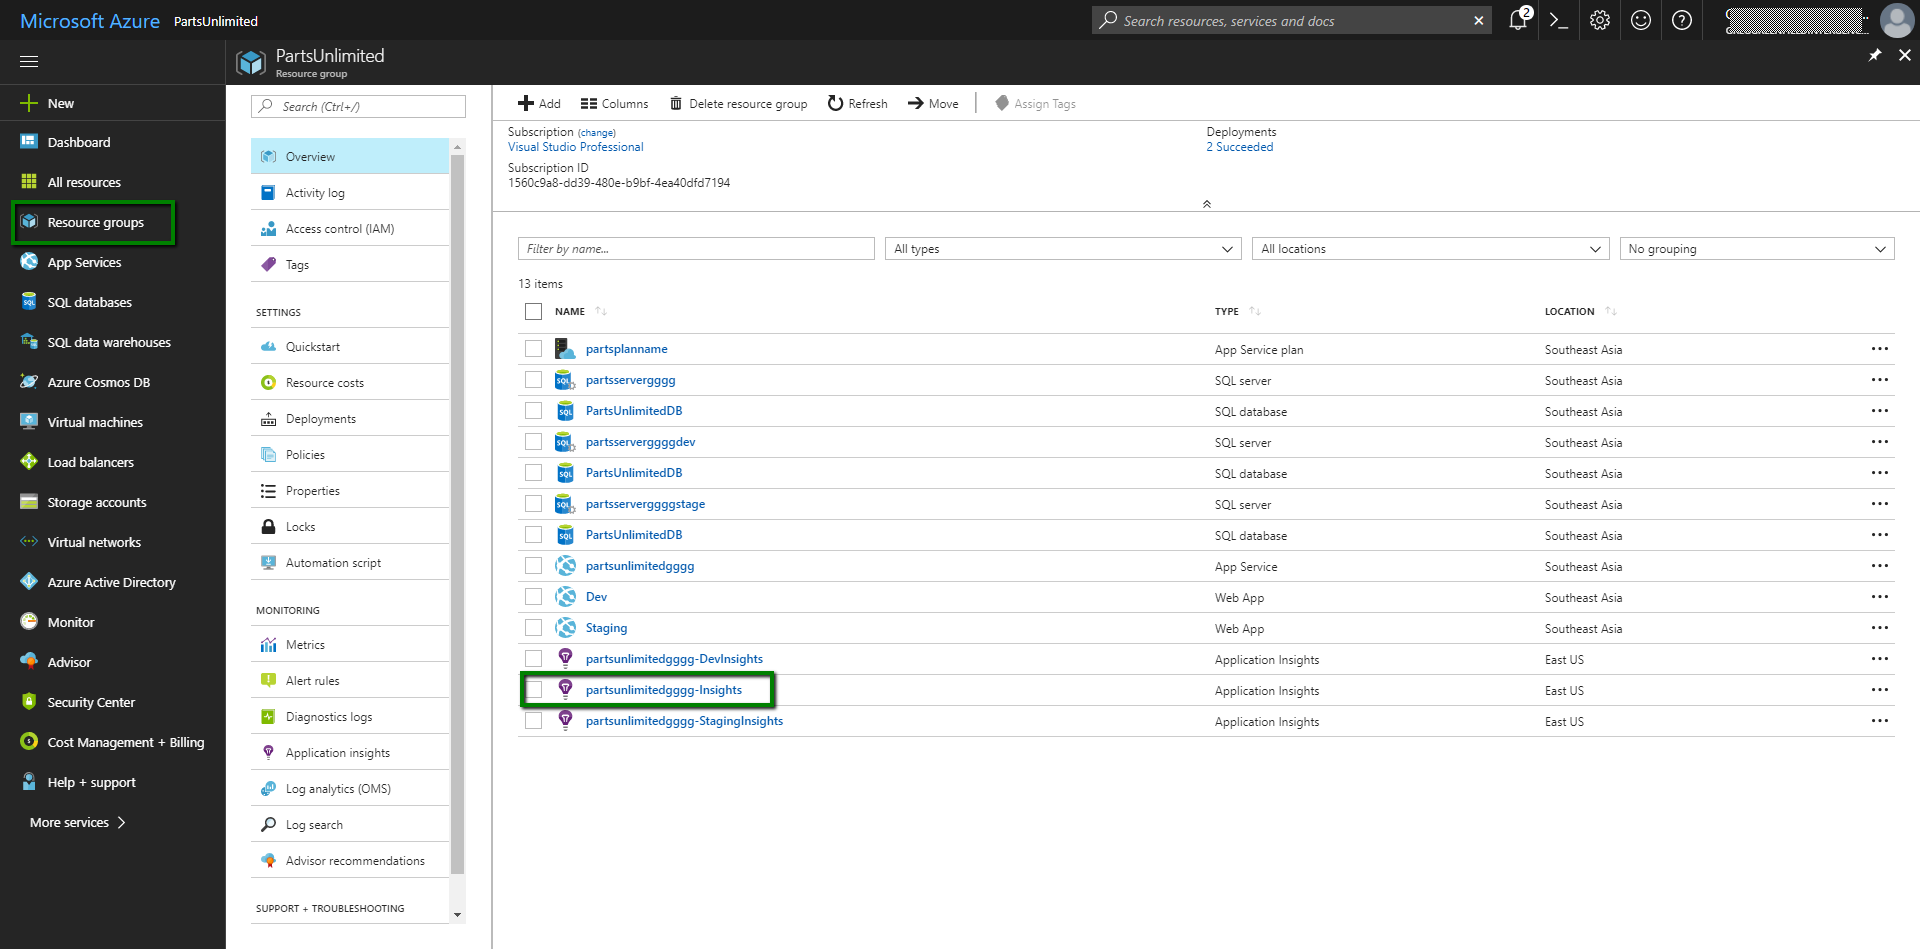 Microsoft Azure PartsUnlimited
Search resources, services and docs
2
PartsUnlimited
Resource group
New
Dashboard
All resources
Resource groups
App Services
SQL databases
SQL data warehouses
Azure Cosmos DB
Virtual machines
Load balancers
Storage accounts
Virtual networks
Azure Active Directory
Monitor
Advisor
Security Center
Cost Management + Billing
Help + support
More services
Search (Ctrl+/)
Overview
Activity log
Access control (IAM)
Tags
SETTINGS
Quickstart
Resource costs
Deployments
Policies
Properties
Locks
Automation script
MONITORING
Metrics
Alert rules
Diagnostics logs
Application insights
Log analytics (OMS)
Log search
Advisor recommendations
SUPPORT + TROUBLESHOOTING
Add Columns Delete resource group Refresh Move Assign Tags
Subscription (change)
Visual Studio Professional
Subscription ID
1560c9a8-dd39-480e-b9bf-4ea40dfd7194
Deployments
2 Succeeded
Filter by name... All types All locations No grouping
13 items
NAME TYPE LOCATION
partsplanname App Service plan Southeast Asia
partsservergggg SQL server Southeast Asia
PartsUnlimitedDB SQL database Southeast Asia
partsserverggggdev SQL server Southeast Asia
PartsUnlimitedDB SQL database Southeast Asia
partsserverggggstage SQL server Southeast Asia
PartsUnlimitedDB SQL database Southeast Asia
partsunlimitedgggg App Service Southeast Asia
Dev Web App Southeast Asia
Staging Web App Southeast Asia
partsunlimitedgggg-DevInsights Application Insights East US
partsunlimitedgggg-Insights Application Insights East US
partsunlimitedgggg-StagingInsights Application Insights East US